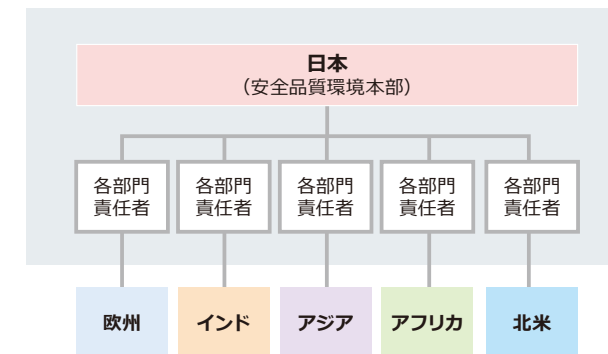 日本
（安全品質環境本部）
各部門
責任者
各部門
責任者
各部門
責任者
各部門
責任者
各部門
責任者
欧州
インド
アジア
アフリカ
北米